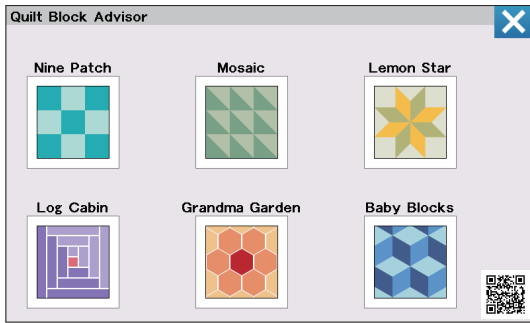 Quilt Block Advisor
Nine Patch Mosaic Lemon Star
Log Cabin Grandma Garden Baby Blocks